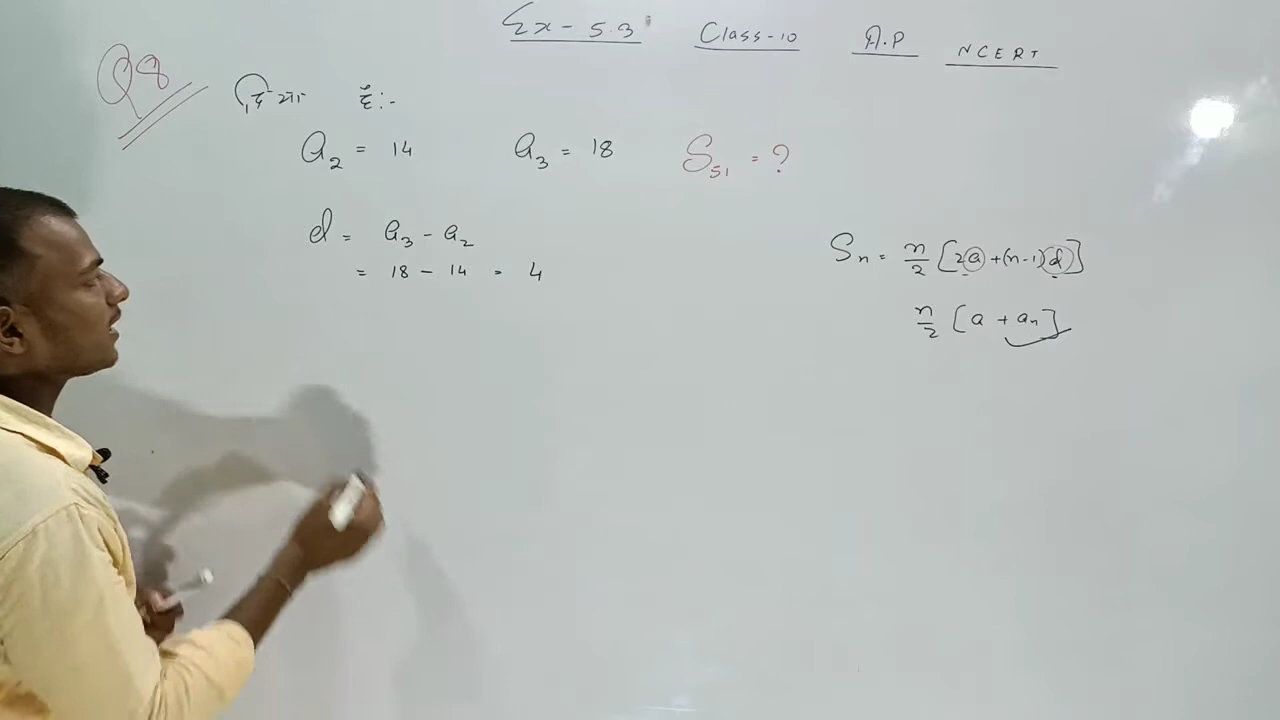 Ex - 5.3 Class-10 A.P NCERT
Q8
दिया है:-
a₂ = 14 a₃ = 18 S₅₁ = ?
d = a₃ - a₂
= 18 - 14 = 4
Sₙ = n/2 [2a + (n-1)d]
n/2 [a + aₙ]